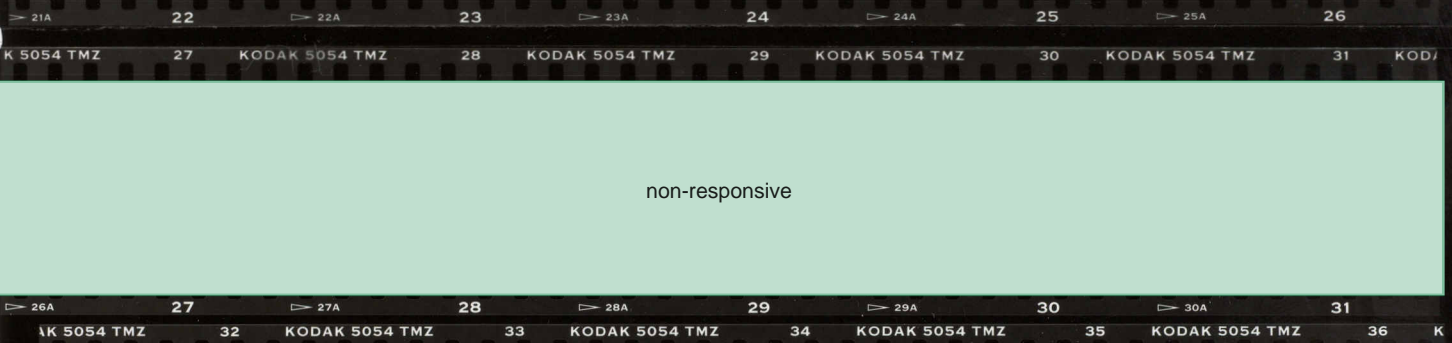 21A 22 22A 23 23A 24 24A 25 25A 26
K 5054 TMZ 27 KODAK 5054 TMZ 28 KODAK 5054 TMZ 29 KODAK 5054 TMZ 30 KODAK 5054 TMZ 31 KODA
non-responsive
26A 27 27A 28 28A 29 29A 30 30A 31
AK 5054 TMZ 32 KODAK 5054 TMZ 33 KODAK 5054 TMZ 34 KODAK 5054 TMZ 35 KODAK 5054 TMZ 36 K